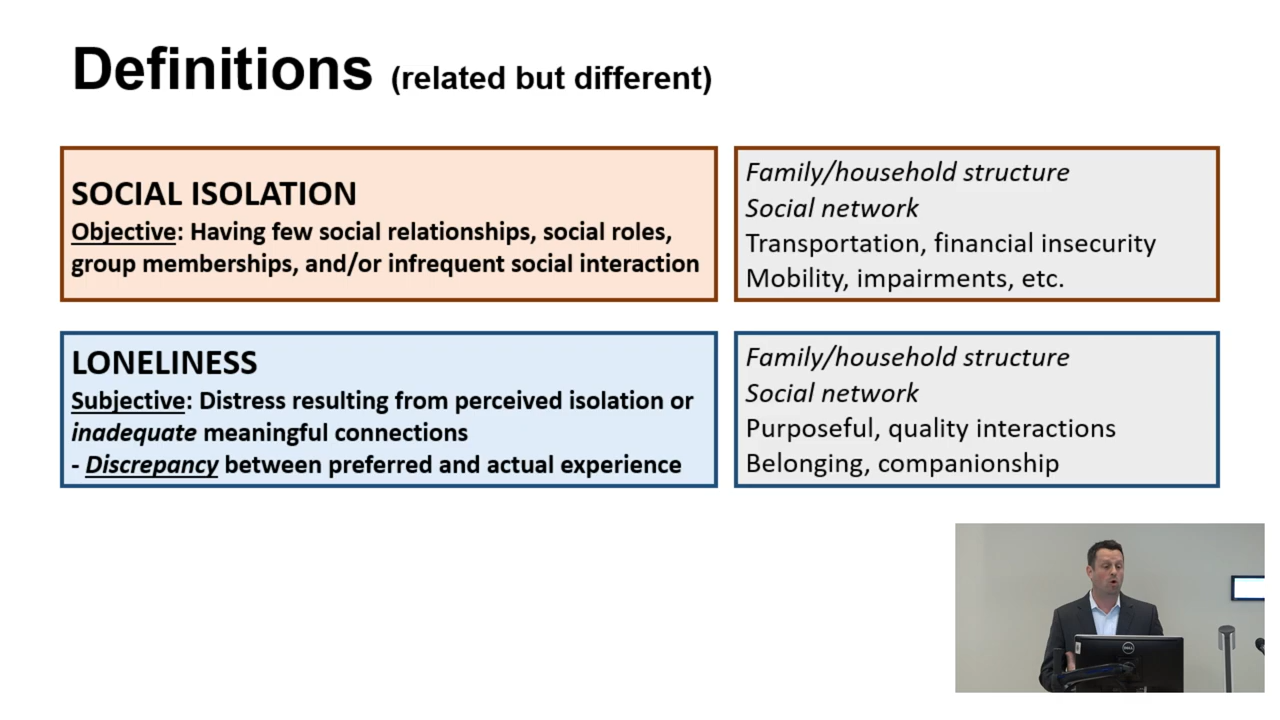 Definitions (related but different)
SOCIAL ISOLATION
Objective: Having few social relationships, social roles,
group memberships, and/or infrequent social interaction
Family/household structure
Social network
Transportation, financial insecurity
Mobility, impairments, etc.
LONELINESS
Subjective: Distress resulting from perceived isolation or
inadequate meaningful connections
- Discrepancy between preferred and actual experience
Family/household structure
Social network
Purposeful, quality interactions
Belonging, companionship
DELL